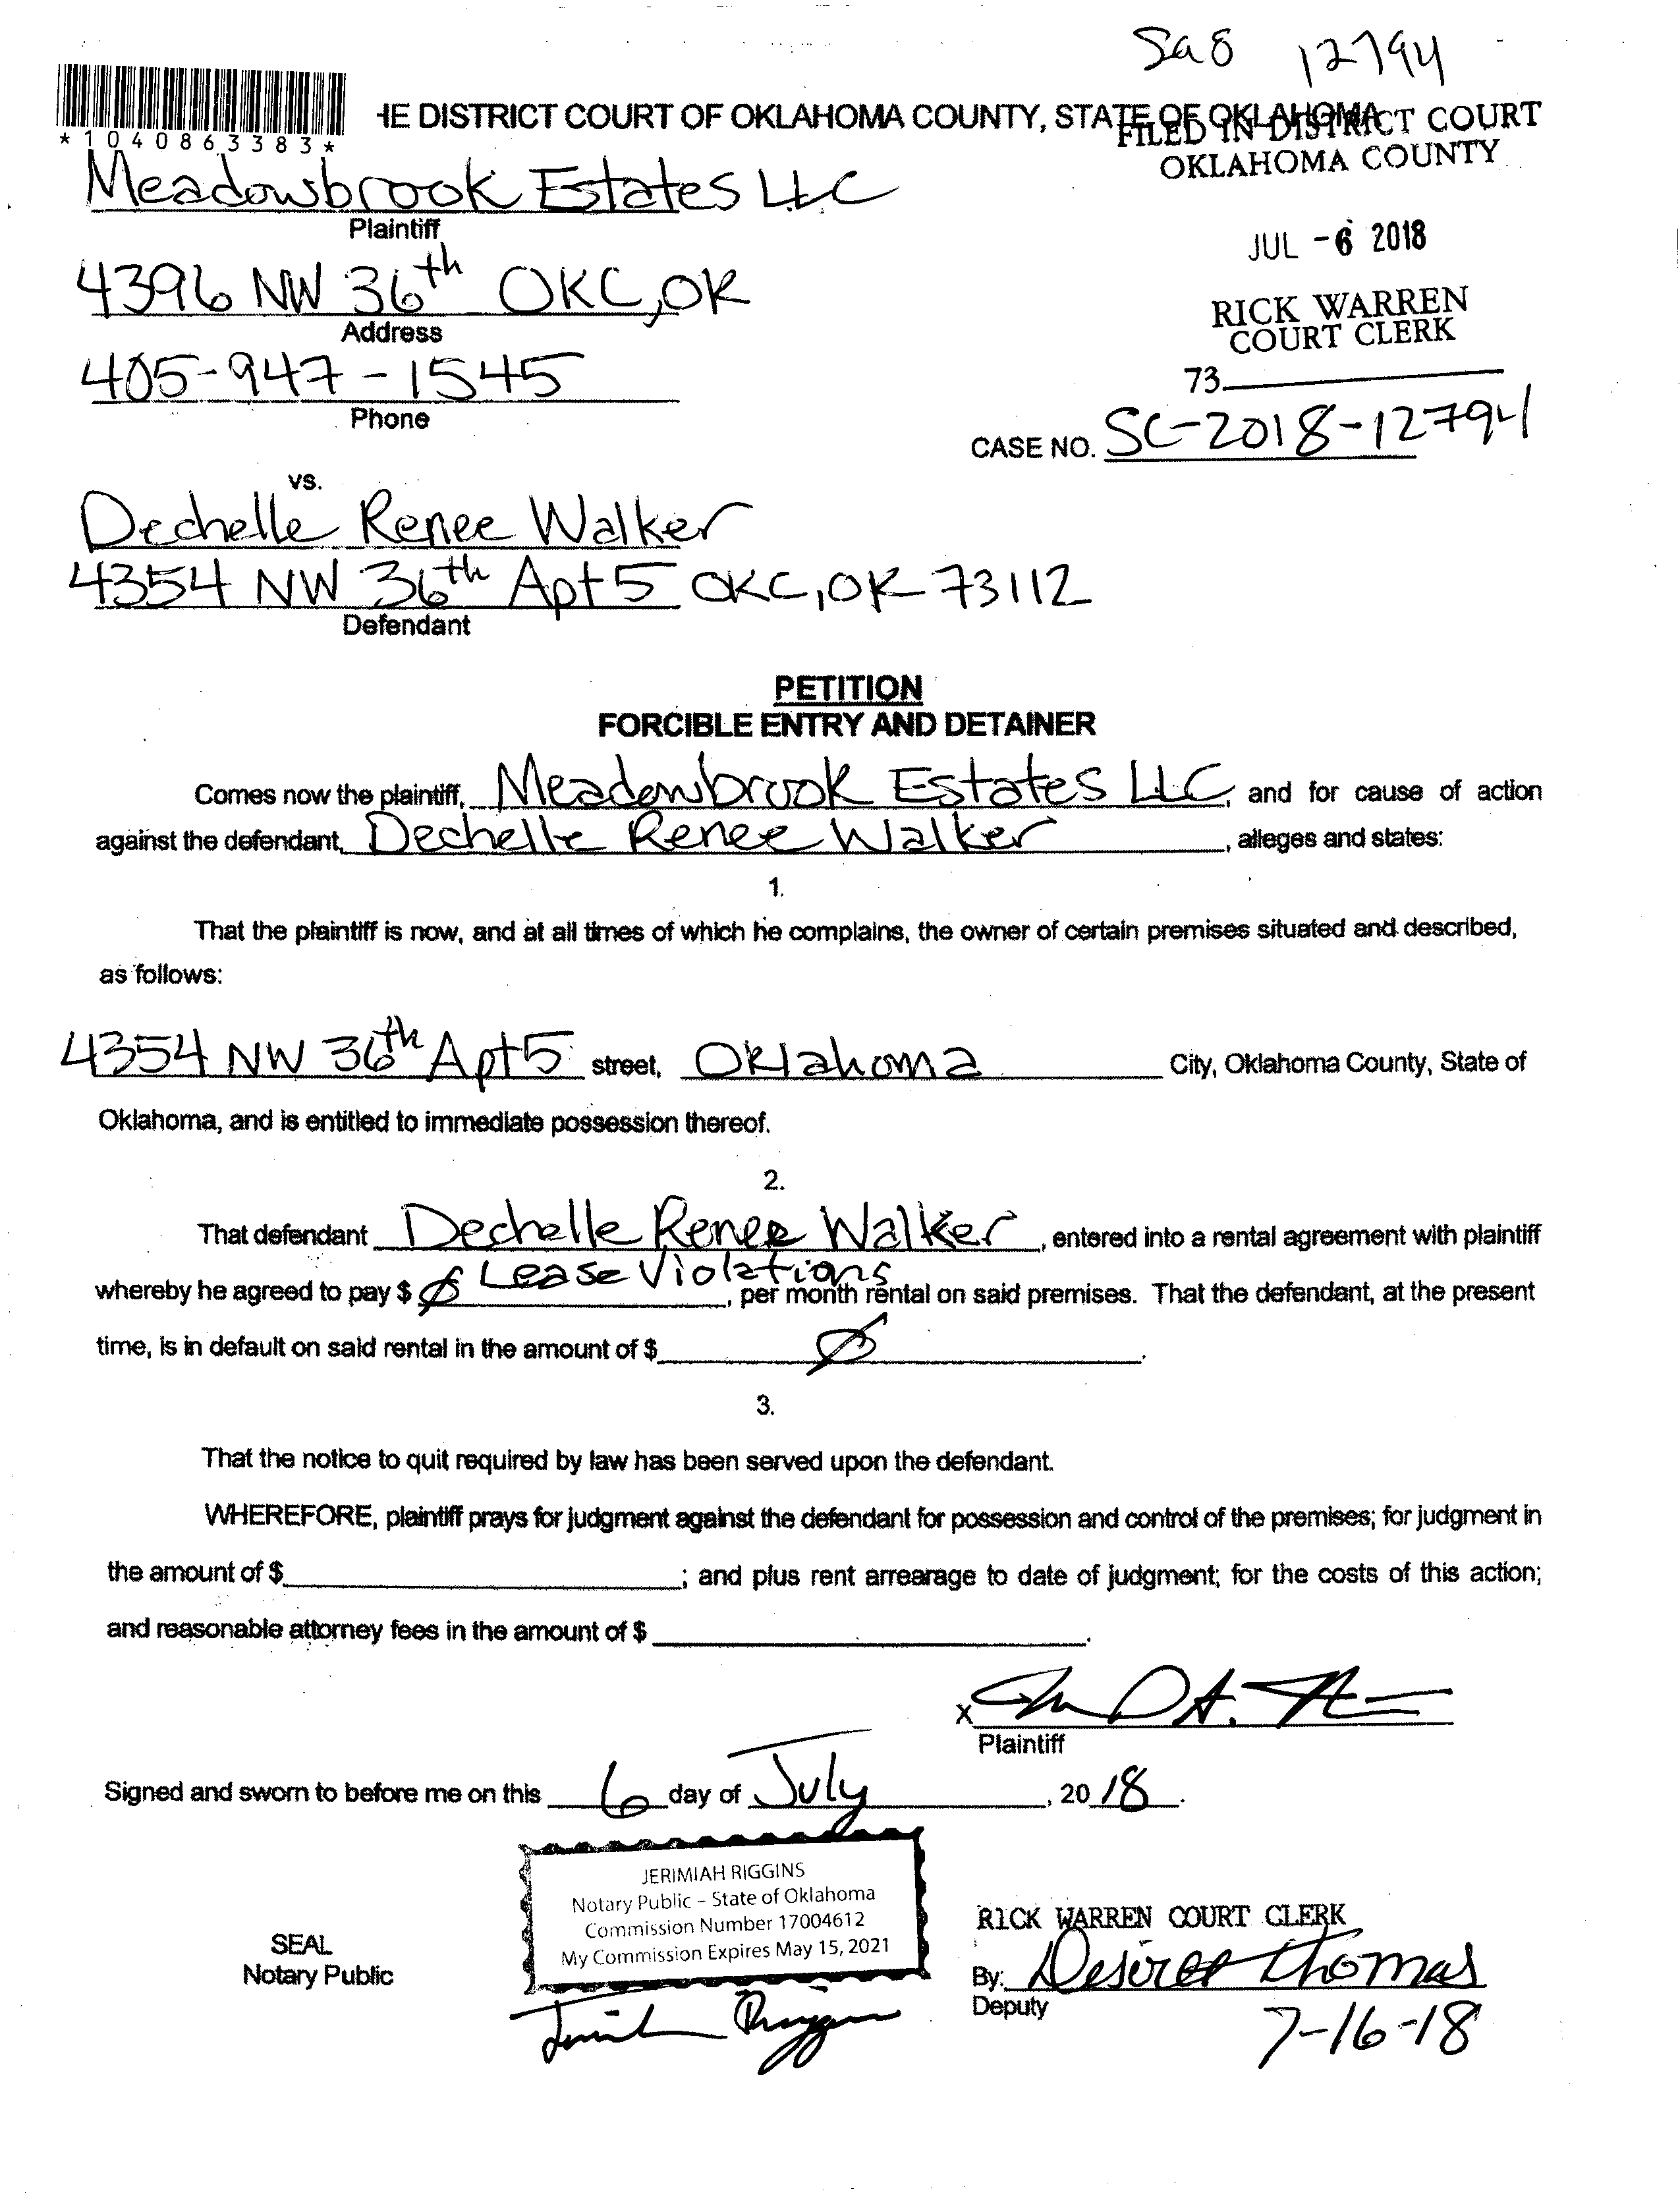 Sa8 12794
*1040863383*
HE DISTRICT COURT OF OKLAHOMA COUNTY, STATE OF OKLAHOMA
FILED IN DISTRICT COURT
OKLAHOMA COUNTY
Meadowbrook Estates LLC
Plaintiff
JUL -6 2018
4396 NW 36th OKC, OK
Address
RICK WARREN
COURT CLERK
405-947-1545
Phone
73
CASE NO. SC-2018-12794
vs.
Dechelle Renee Walker
4354 NW 36th Apt 5 OKC, OK 73112
Defendant
PETITION
FORCIBLE ENTRY AND DETAINER
Comes now the plaintiff, Meadowbrook Estates LLC, and for cause of action
against the defendant, Dechelle Renee Walker, alleges and states:
1.
That the plaintiff is now, and at all times of which he complains, the owner of certain premises situated and described,
as follows:
4354 NW 36th Apt 5 street, Oklahoma City, Oklahoma County, State of
Oklahoma, and is entitled to immediate possession thereof.
2.
That defendant Dechelle Renee Walker, entered into a rental agreement with plaintiff
whereby he agreed to pay $ Ø Lease Violations, per month rental on said premises. That the defendant, at the present
time, is in default on said rental in the amount of $ Ø.
3.
That the notice to quit required by law has been served upon the defendant.
WHEREFORE, plaintiff prays for judgment against the defendant for possession and control of the premises; for judgment in
the amount of $ ; and plus rent arrearage to date of judgment; for the costs of this action;
and reasonable attorney fees in the amount of $ .
X
Plaintiff
Signed and sworn to before me on this 6 day of July, 2018.
JERIMIAH RIGGINS
Notary Public – State of Oklahoma
Commission Number 17004612
My Commission Expires May 15, 2021
SEAL
Notary Public
RICK WARREN COURT CLERK
By: Desiree Thomas
Deputy
7-16-18